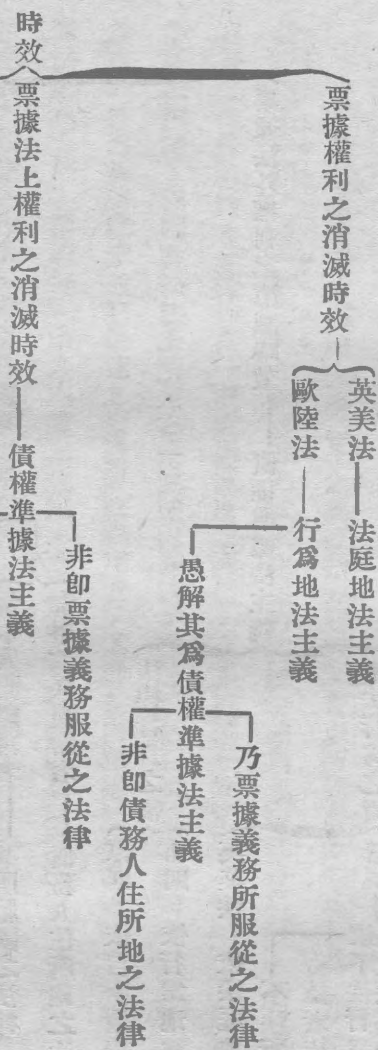 時效
票據權利之消滅時效
英美法
法庭地法主義
歐陸法
行爲地法主義
愚解其爲債權準據法主義
乃票據義務所服從之法律
非卽債務人住所地之法律
票據法上權利之消滅時效
債權準據法主義
非卽票據義務服從之法律